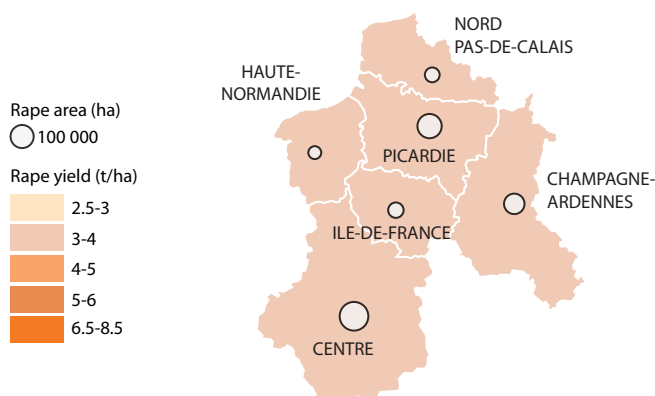 NORD
PAS-DE-CALAIS
HAUTE-
NORMANDIE
Rape area (ha)
100 000
PICARDIE
Rape yield (t/ha)
CHAMPAGNE-
ARDENNES
2.5-3
3-4
ILE-DE-FRANCE
4-5
5-6
6.5-8.5
CENTRE